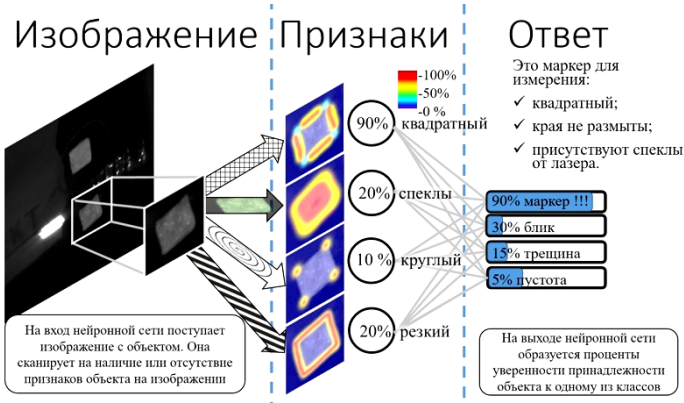 Изображение
Признаки
Ответ
-100%
-50%
-0 %
90%
квадратный
20%
спеклы
10 %
круглый
20%
резкий
Это маркер для
измерения:
✓ квадратный;
✓ края не размыты;
✓ присутствуют спеклы
от лазера.
90% маркер !!!
30% блик
15% трещина
5% пустота
На вход нейронной сети поступает
изображение с объектом. Она
сканирует на наличие или отсутствие
признаков объекта на изображении
На выходе нейронной сети
образуется проценты
уверенности принадлежности
объекта к одному из классов